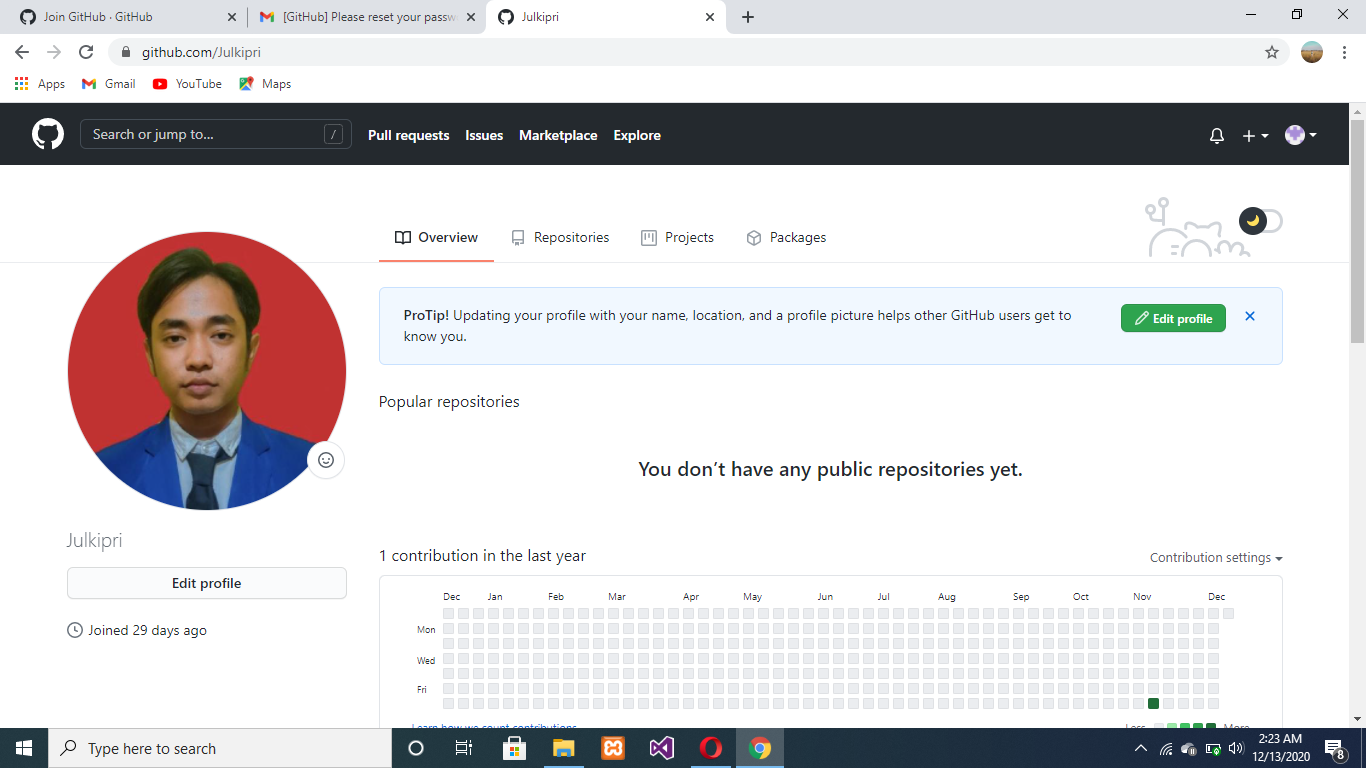 Join GitHub · GitHub
[GitHub] Please reset your passw
Julkipri
github.com/Julkipri
Apps
Gmail
YouTube
Maps
Search or jump to...
/
Pull requests
Issues
Marketplace
Explore
Overview
Repositories
Projects
Packages
ProTip! Updating your profile with your name, location, and a profile picture helps other GitHub users get to
know you.
Edit profile
Popular repositories
You don’t have any public repositories yet.
Julkipri
Edit profile
Joined 29 days ago
1 contribution in the last year
Contribution settings
Dec Jan Feb Mar Apr May Jun Jul Aug Sep Oct Nov Dec
Mon
Wed
Fri
Learn how we count contributions
Less
More
Type here to search
2:23 AM
12/13/2020
8